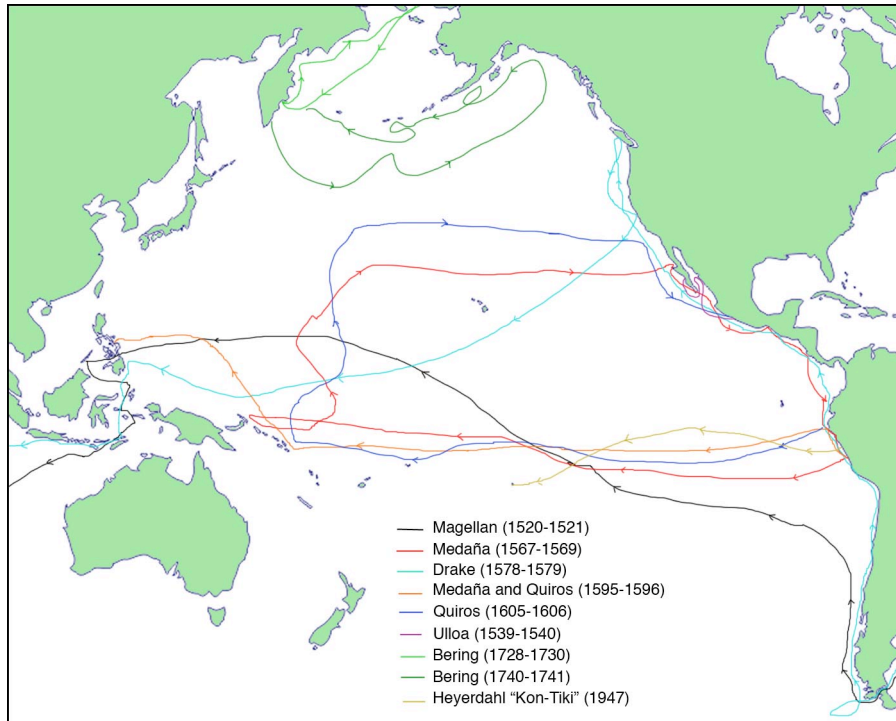 Magellan (1520-1521)
Medaña (1567-1569)
Drake (1578-1579)
Medaña and Quiros (1595-1596)
Quiros (1605-1606)
Ulloa (1539-1540)
Bering (1728-1730)
Bering (1740-1741)
Heyerdahl “Kon-Tiki” (1947)